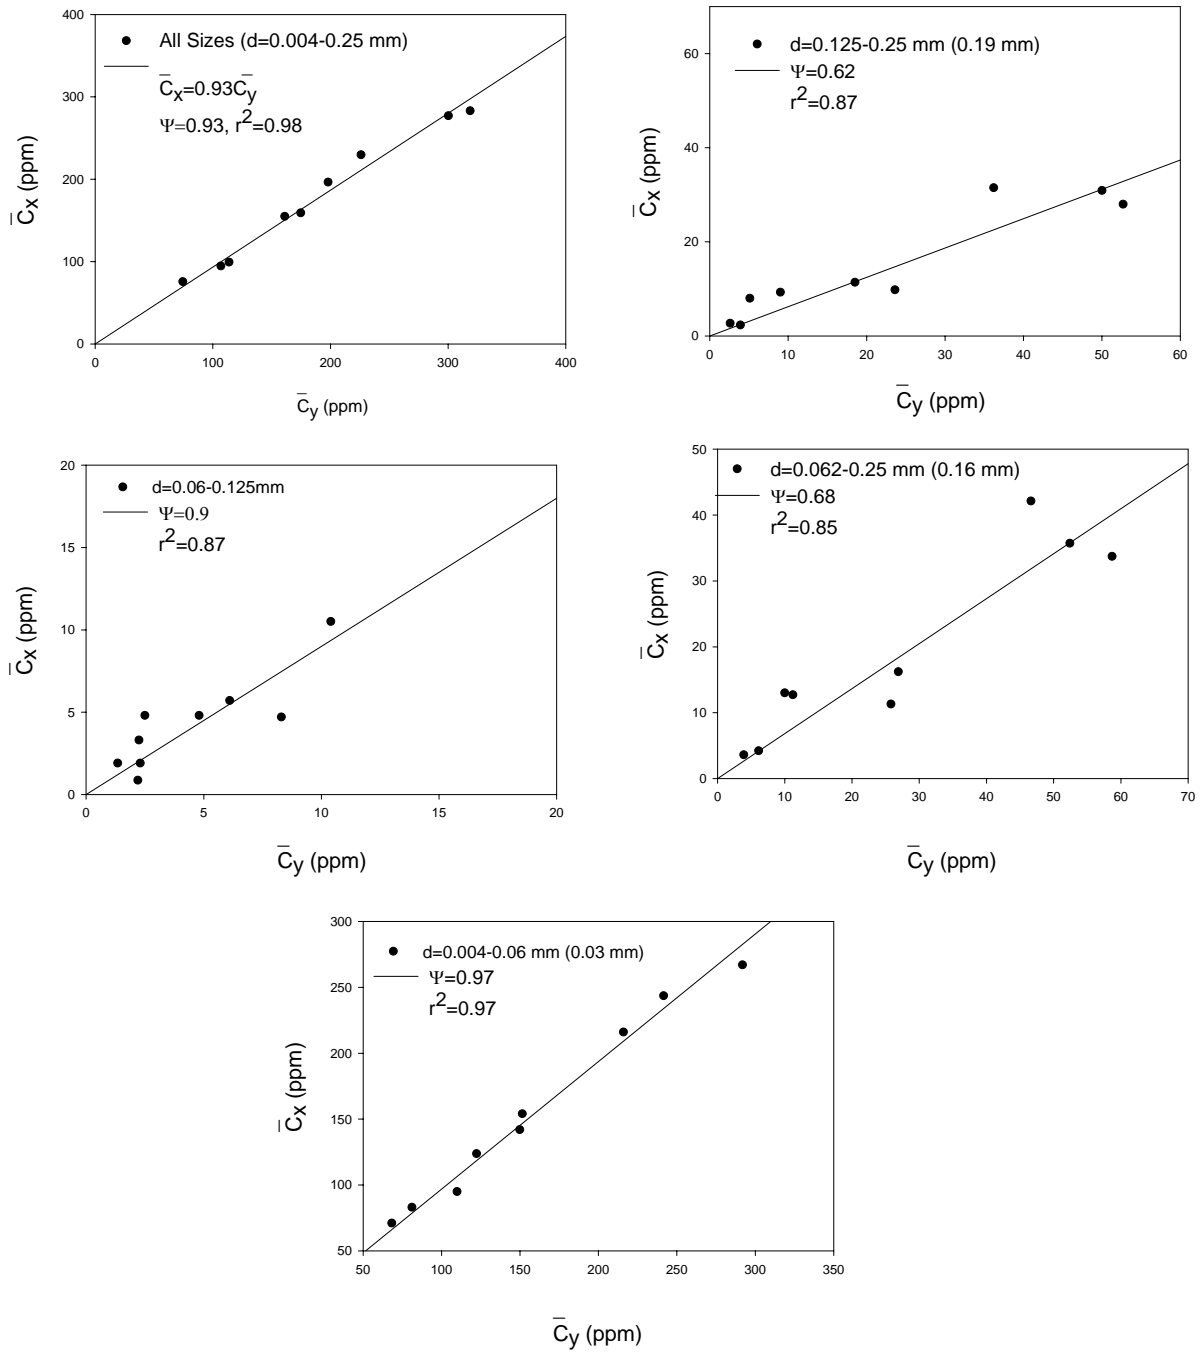 All Sizes (d=0.004-0.25 mm)
C̅x=0.93C̅y
Ψ=0.93, r²=0.98
400
300
200
100
0
0 100 200 300 400
C̅x (ppm)
C̅y (ppm)
d=0.125-0.25 mm (0.19 mm)
Ψ=0.62
r²=0.87
60
40
20
0
0 10 20 30 40 50 60
C̅x (ppm)
C̅y (ppm)
d=0.06-0.125mm
Ψ=0.9
r²=0.87
20
15
10
5
0
0 5 10 15 20
C̅x (ppm)
C̅y (ppm)
d=0.062-0.25 mm (0.16 mm)
Ψ=0.68
r²=0.85
50
40
30
20
10
0
0 10 20 30 40 50 60 70
C̅x (ppm)
C̅y (ppm)
d=0.004-0.06 mm (0.03 mm)
Ψ=0.97
r²=0.97
300
250
200
150
100
50
50 100 150 200 250 300 350
C̅x (ppm)
C̅y (ppm)